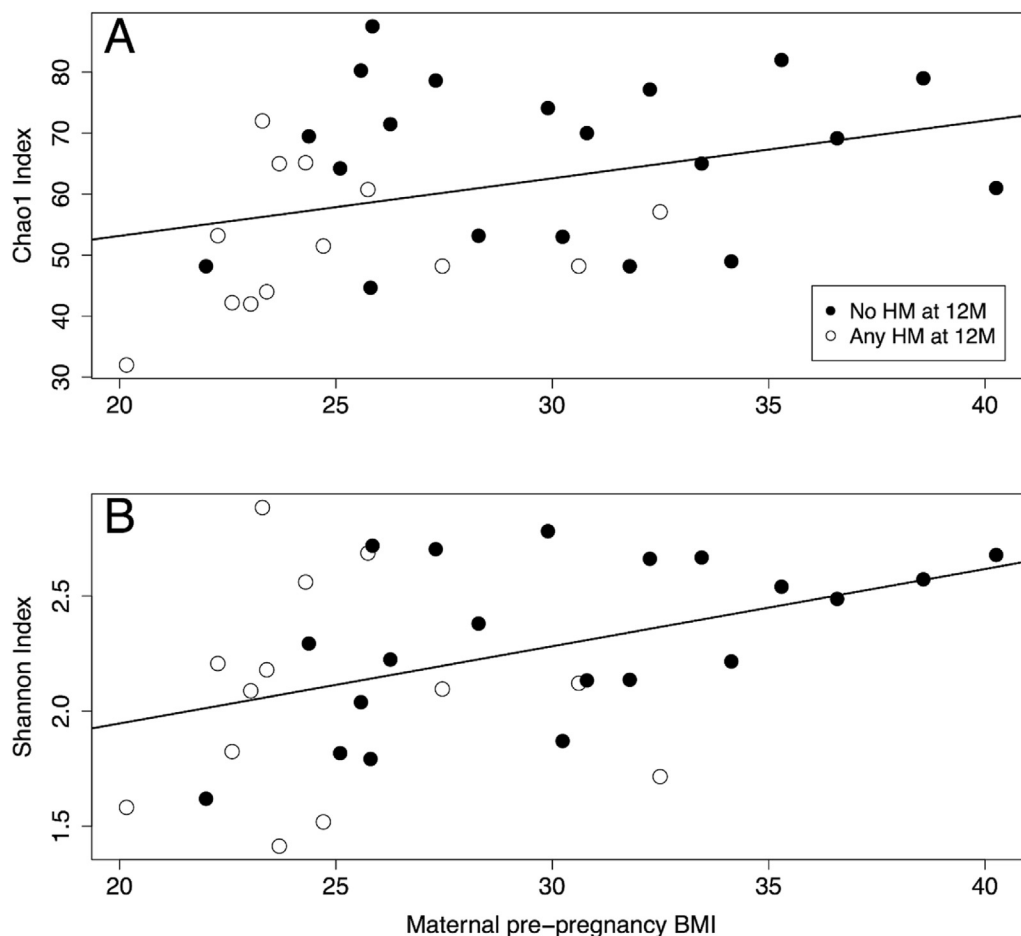 A
Chao1 Index
80
70
60
50
40
30
No HM at 12M
Any HM at 12M
20 25 30 35 40
B
Shannon Index
2.5
2.0
1.5
20 25 30 35 40
Maternal pre-pregnancy BMI